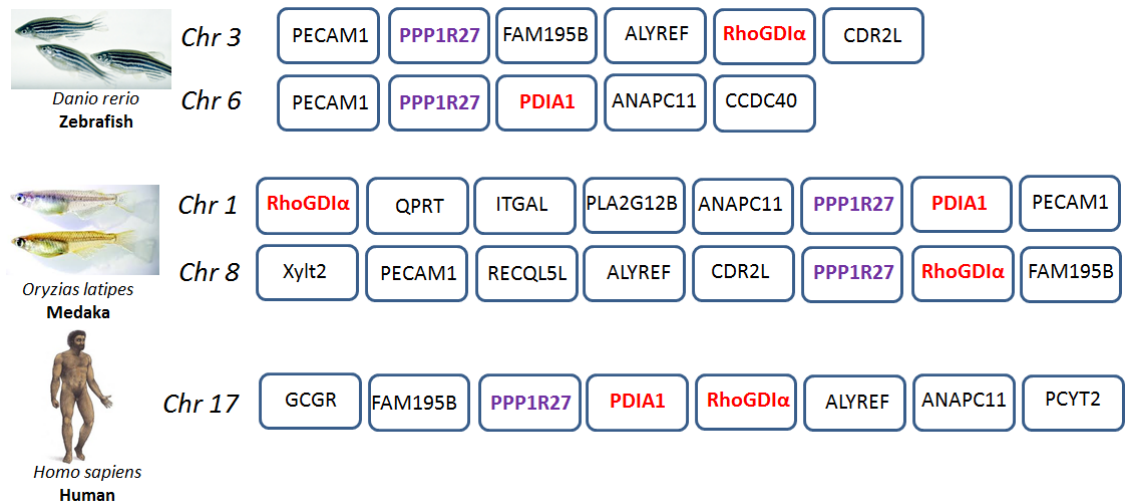 Chr 3 PECAM1 PPP1R27 FAM195B ALYREF RhoGDIα CDR2L
Danio rerio
Zebrafish
Chr 6 PECAM1 PPP1R27 PDIA1 ANAPC11 CCDC40
Chr 1 RhoGDIα QPRT ITGAL PLA2G12B ANAPC11 PPP1R27 PDIA1 PECAM1
Chr 8 Xylt2 PECAM1 RECQL5L ALYREF CDR2L PPP1R27 RhoGDIα FAM195B
Oryzias latipes
Medaka
Chr 17 GCGR FAM195B PPP1R27 PDIA1 RhoGDIα ALYREF ANAPC11 PCYT2
Homo sapiens
Human